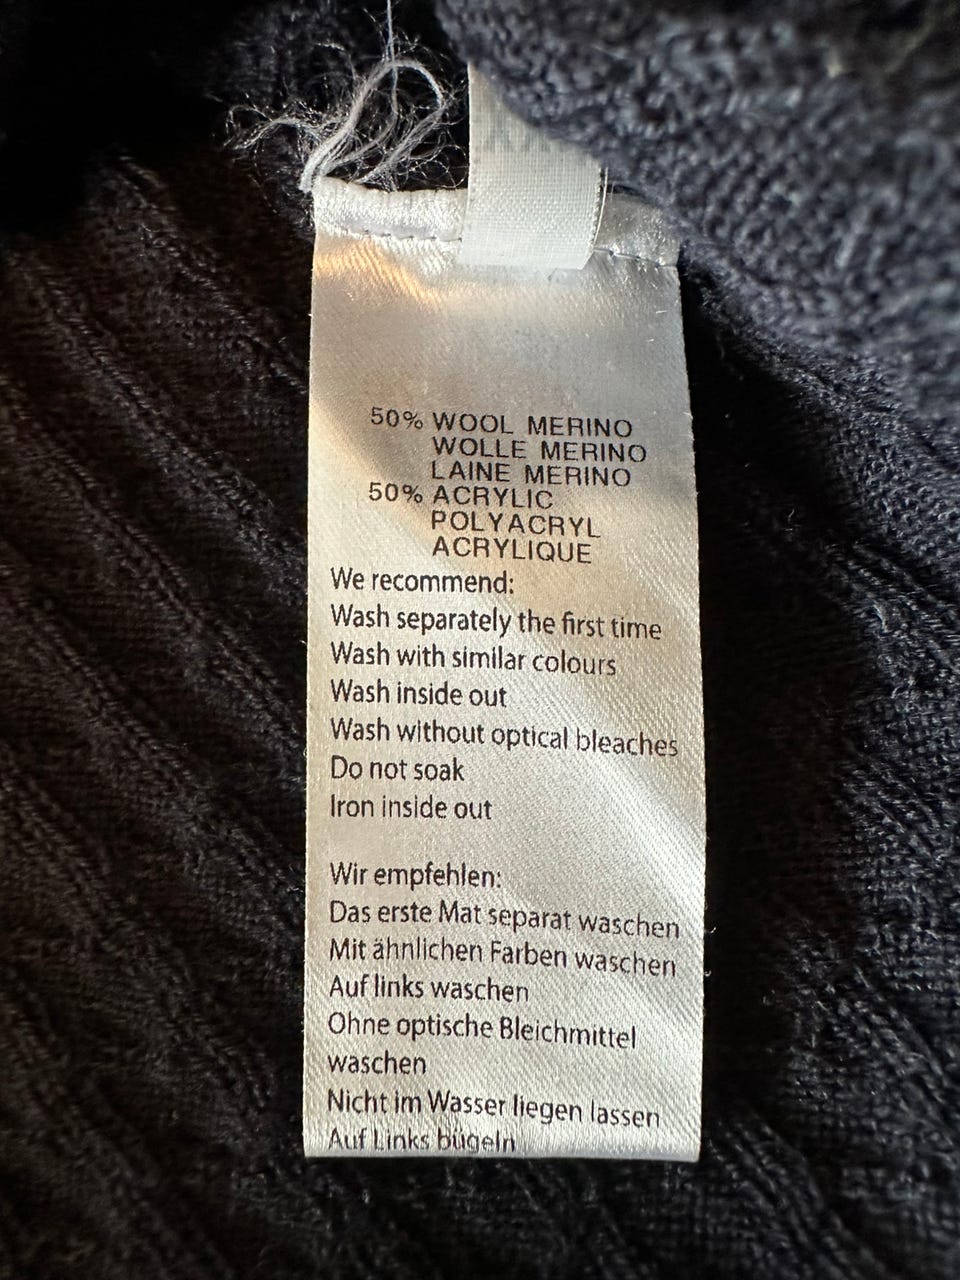 50% WOOL MERINO
WOLLE MERINO
LAINE MERINO
50% ACRYLIC
POLYACRYL
ACRYLIQUE
We recommend:
Wash separately the first time
Wash with similar colours
Wash inside out
Wash without optical bleaches
Do not soak
Iron inside out
Wir empfehlen:
Das erste Mat separat waschen
Mit ähnlichen Farben waschen
Auf links waschen
Ohne optische Bleichmittel
waschen
Nicht im Wasser liegen lassen
Auf Links bügeln